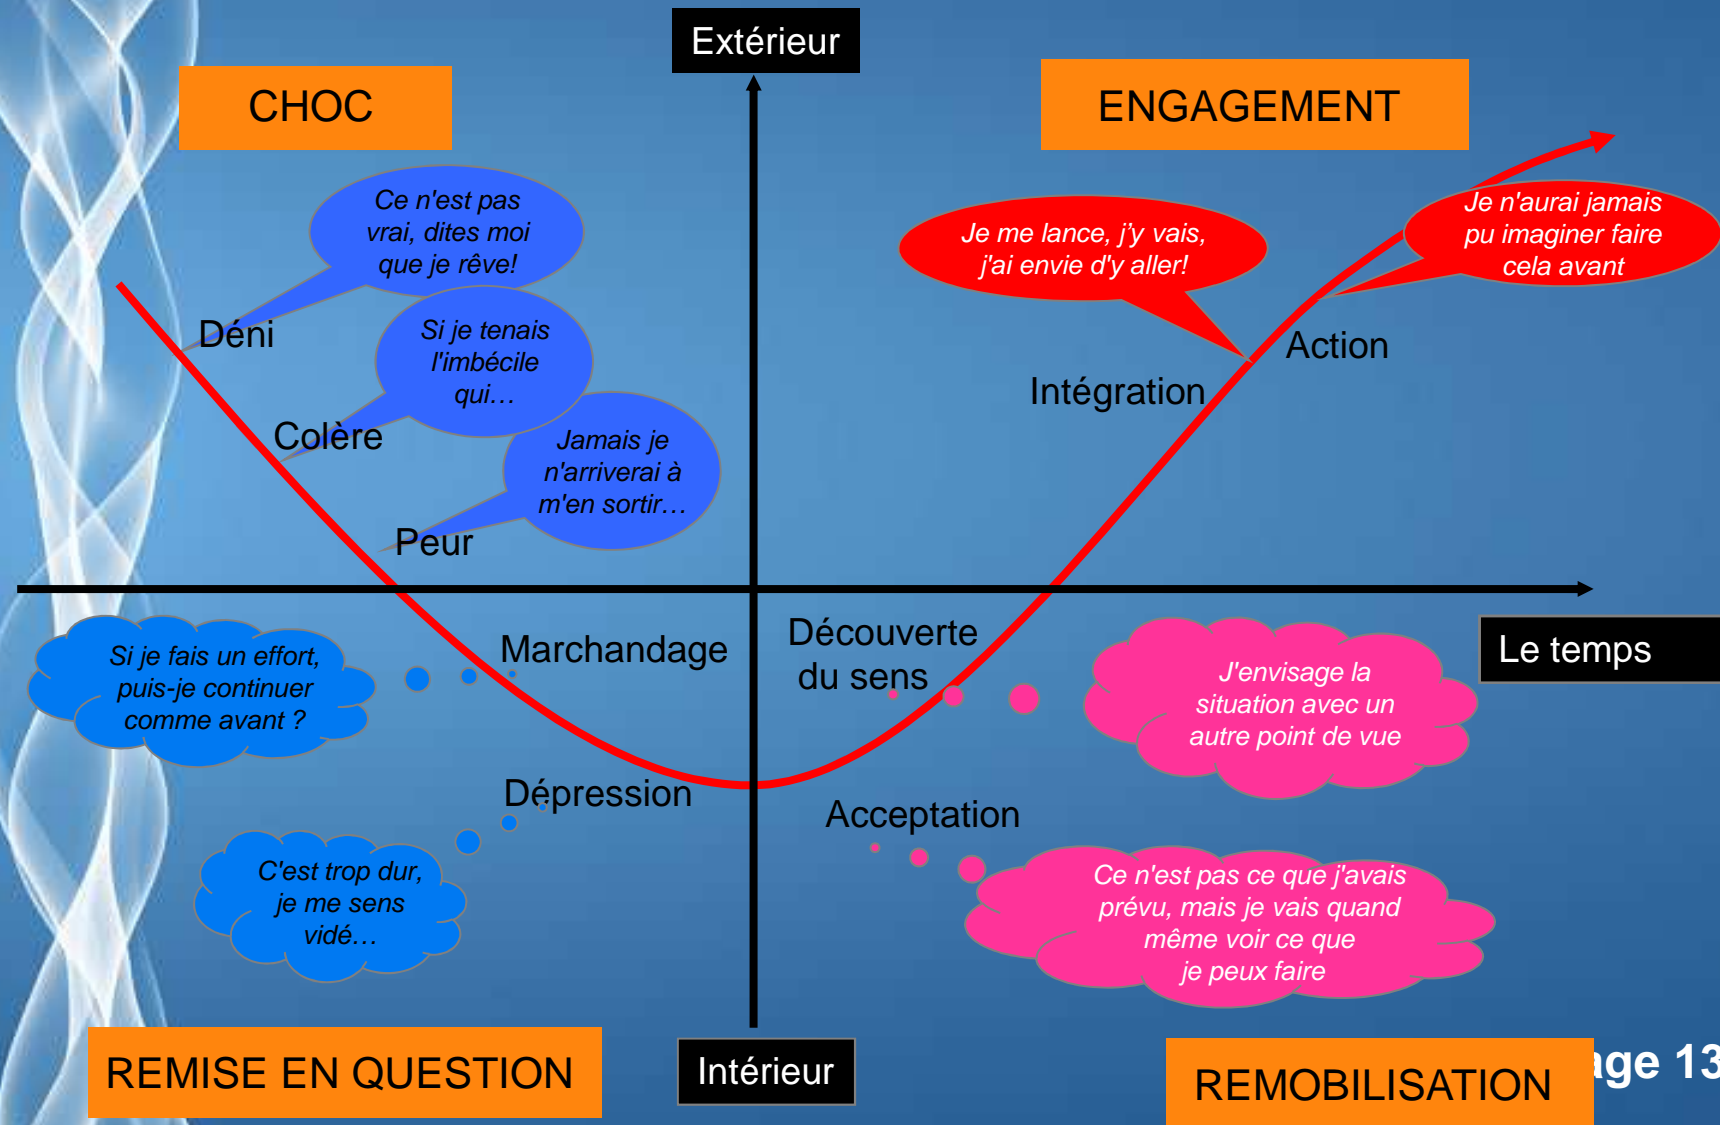 Extérieur
CHOC
ENGAGEMENT
Ce n'est pas
vrai, dites moi
que je rêve!
Je me lance, j'y vais,
j'ai envie d'y aller!
Je n'aurai jamais
pu imaginer faire
cela avant
Déni
Si je tenais
l'imbécile
qui…
Action
Intégration
Colère
Jamais je
n'arriverai à
m'en sortir…
Peur
Si je fais un effort,
puis-je continuer
comme avant ?
Marchandage
Découverte
du sens
J'envisage la
situation avec un
autre point de vue
Le temps
Dépression
Acceptation
C'est trop dur,
je me sens
vidé…
Ce n'est pas ce que j'avais
prévu, mais je vais quand
même voir ce que
je peux faire
REMISE EN QUESTION
Intérieur
REMOBILISATION
age 13